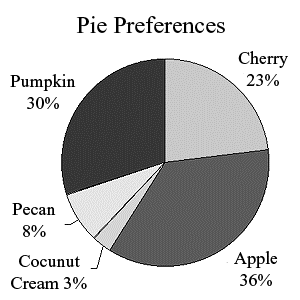 Pie Preferences
Cherry
23%
Pumpkin
30%
Pecan
8%
Cocunut
Cream 3%
Apple
36%